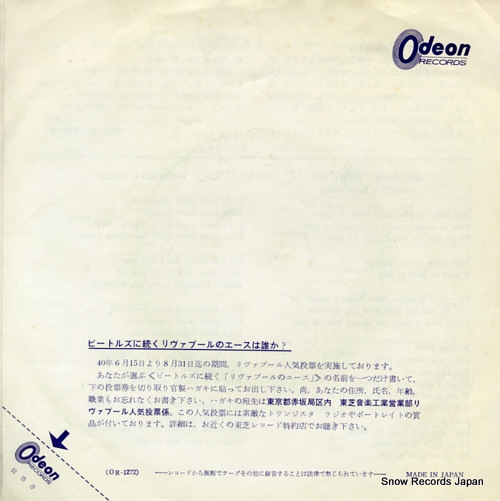 Odeon
RECORDS
ビートルズに続くリヴァプールのエースは誰か?
40年6月15日より8月31日迄の期間,リヴァプール人気投票を実施しております。
あなたが選ぶ《ビートルズに続く「リヴァプールのエース」》の名前を一つだけ書いて,
下の投票券を切り取り官製ハガキに貼ってお出し下さい。尚,あなたの住所,氏名,年齢,
職業もお忘れなくお書き下さい。ハガキの宛先は東京都赤坂局区内 東芝音楽工業営業部リ
ヴァプール人気投票係。この人気投票には素敵なトランジスタ ラジオやポートレイトの賞
品が付いております。詳細は,お近くの東芝レコード特約店でお聴き下さい。
Odeon
RECORDS
投票券
(OR-1272)
──レコードから無断でテープその他に録音することは法律で禁じられています──
MADE IN JAPAN
Snow Records Japan